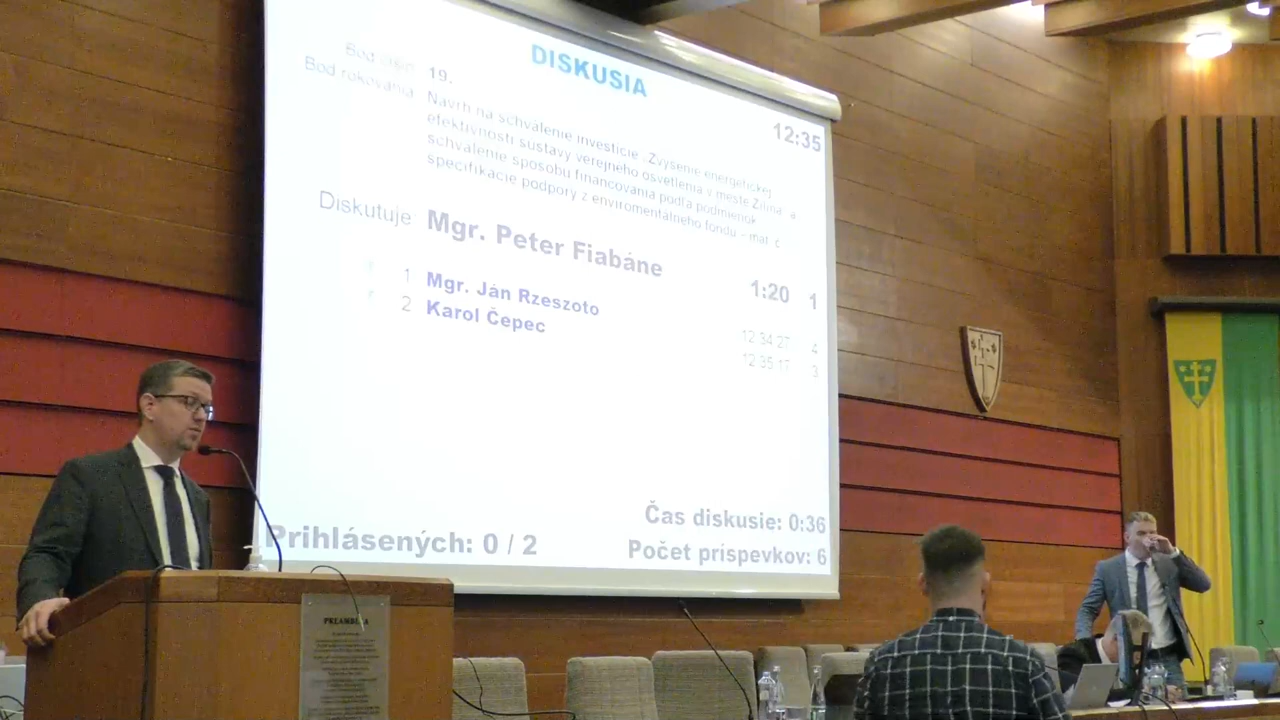 DISKUSIA
Bod číslo: 19.
12:35
Bod rokovania: Návrh na schválenie investície „Zvýšenie energetickej
efektívnosti sústavy verejného osvetlenia v meste Žilina“ a
schválenie spôsobu financovania podľa podmienok
špecifikácie podpory z enviromentálneho fondu – mat. č.
Diskutuje: Mgr. Peter Fiabáne
1:20 1
1 Mgr. Ján Rzeszoto 12:34:27 4
2 Karol Čepec 12:35:17 3
Čas diskusie: 0:36
Prihlásených: 0 / 2
Počet príspevkov: 6
PREAMBULA